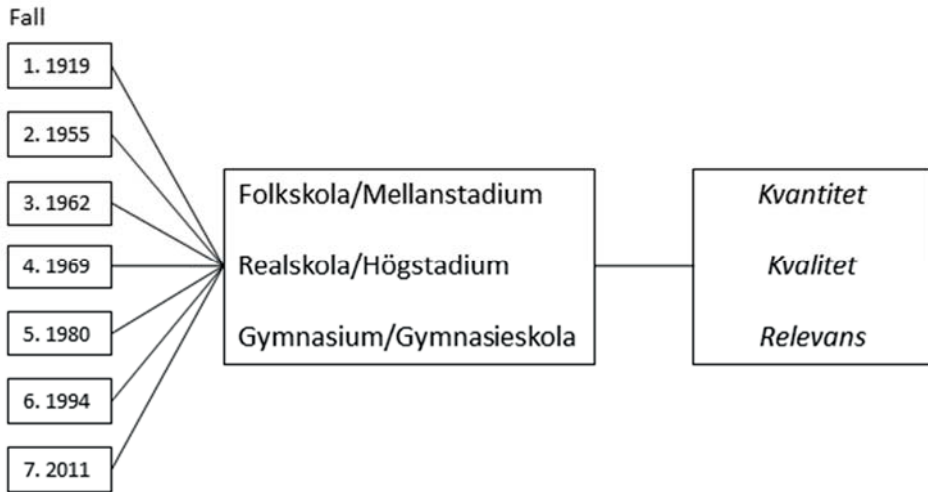 Fall
1. 1919
2. 1955
3. 1962
4. 1969
5. 1980
6. 1994
7. 2011
Folkskola/Mellanstadium
Realskola/Högstadium
Gymnasium/Gymnasieskola
Kvantitet
Kvalitet
Relevans